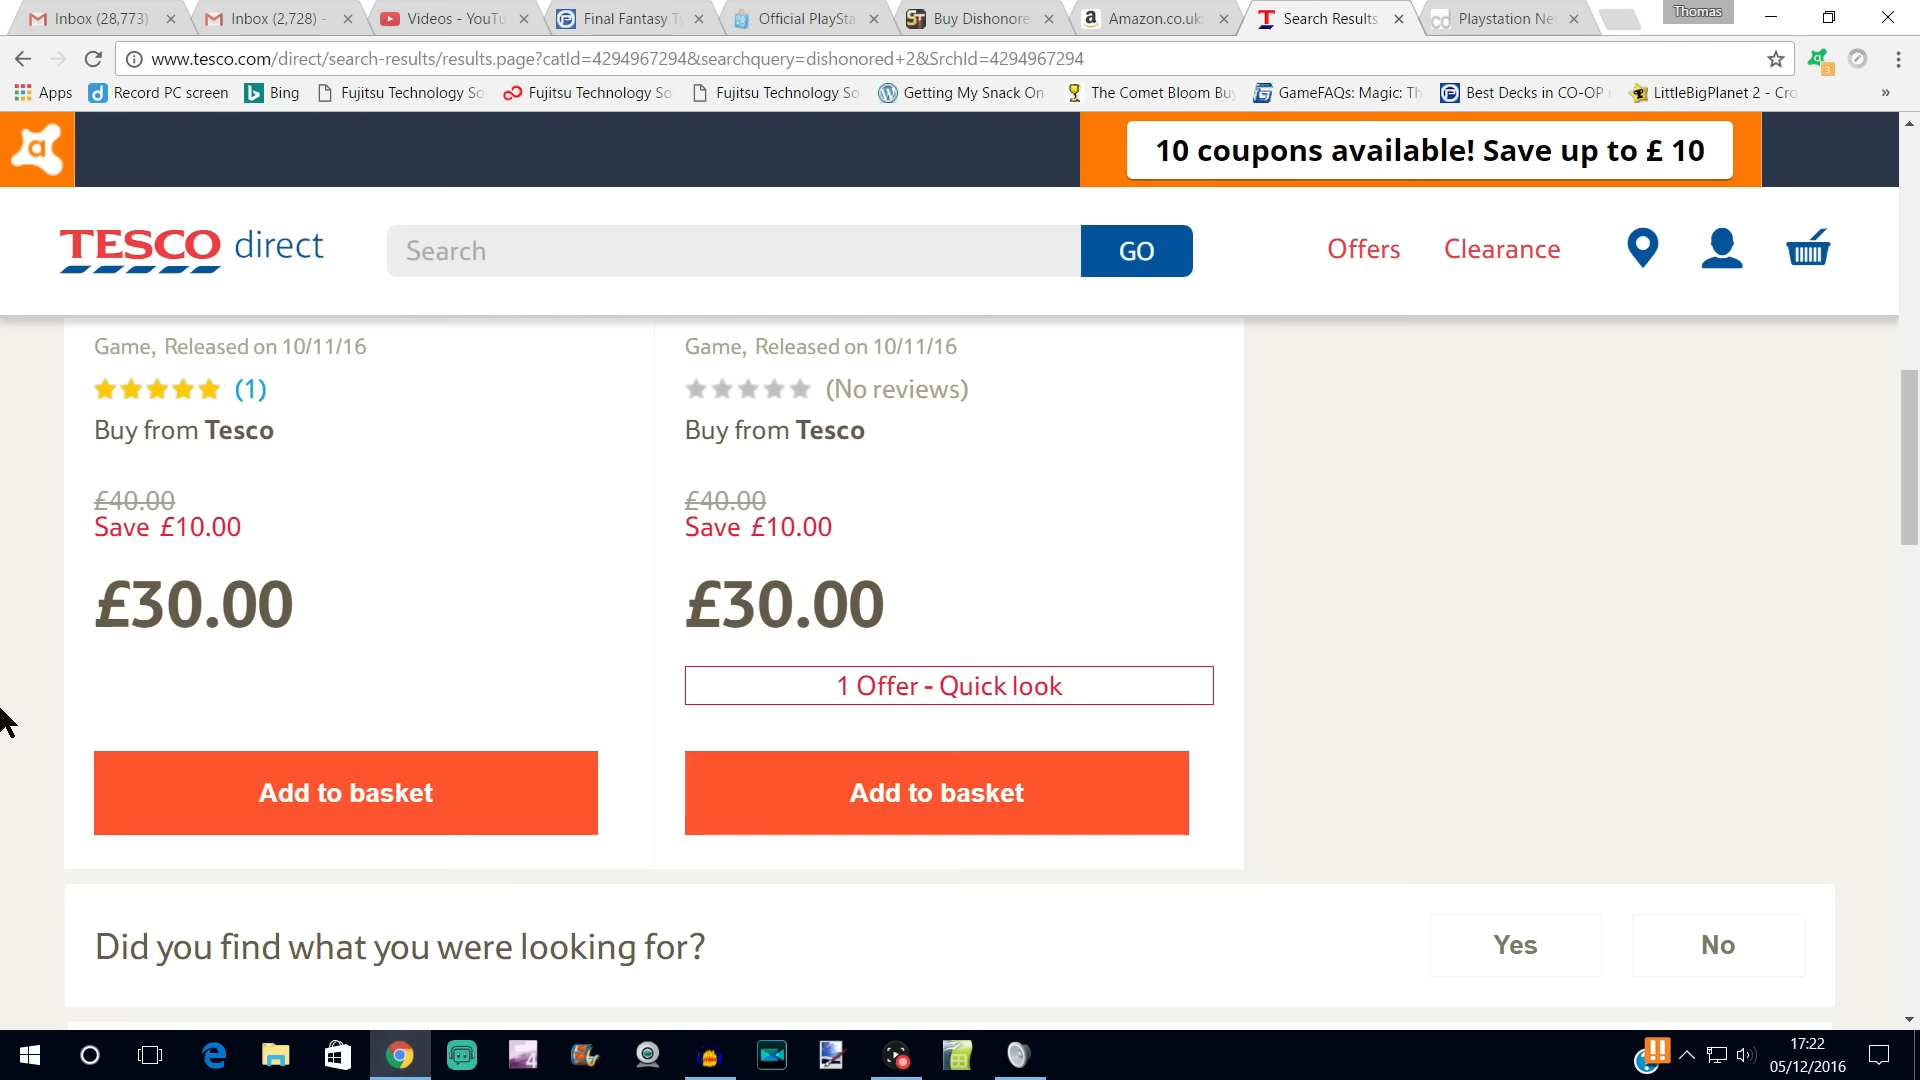 Inbox (28,773)
Inbox (2,728) -
Videos - YouTu
Final Fantasy T
Official PlaySta
Buy Dishonore
Amazon.co.uk
Search Results
Playstation Ne
Thomas
www.tesco.com/direct/search-results/results.page?catId=4294967294&searchquery=dishonored+2&SrchId=4294967294
3
Apps
Record PC screen
Bing
Fujitsu Technology So
Fujitsu Technology So
Fujitsu Technology So
Getting My Snack On
The Comet Bloom Bu
GameFAQs: Magic: Th
Best Decks in CO-OP
LittleBigPlanet 2 - Cro
»
10 coupons available! Save up to £ 10
TESCO direct
Search
GO
Offers
Clearance
Game, Released on 10/11/16
(1)
Buy from Tesco
£40.00
Save £10.00
£30.00
Add to basket
Game, Released on 10/11/16
(No reviews)
Buy from Tesco
£40.00
Save £10.00
£30.00
1 Offer - Quick look
Add to basket
Did you find what you were looking for?
Yes
No
17:22
05/12/2016